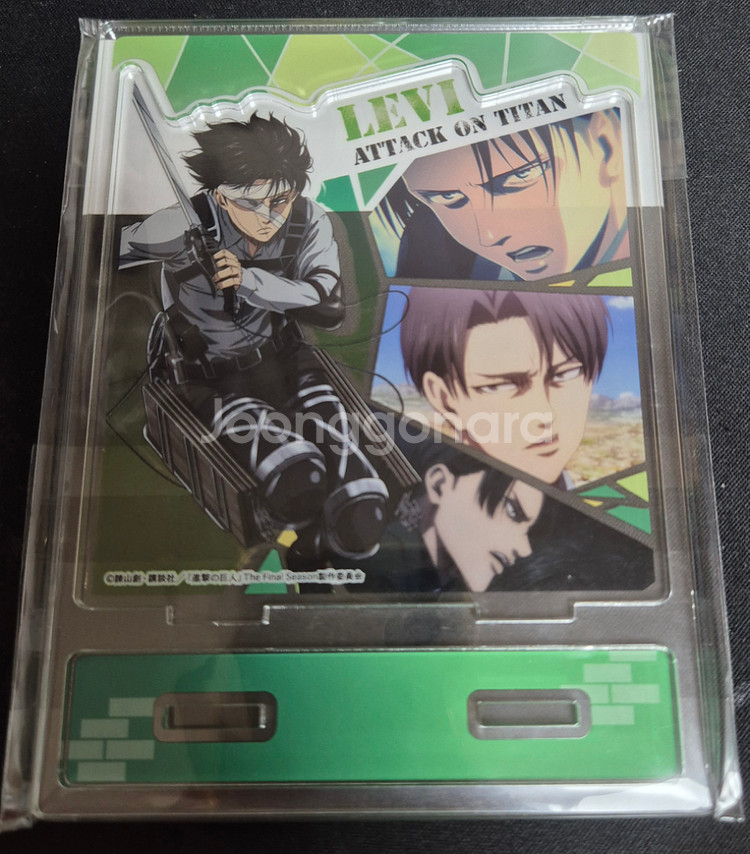 LEVI
ATTACK ON TITAN
Joonggonara
©諫山創・講談社／「進撃の巨人」The Final Season製作委員会